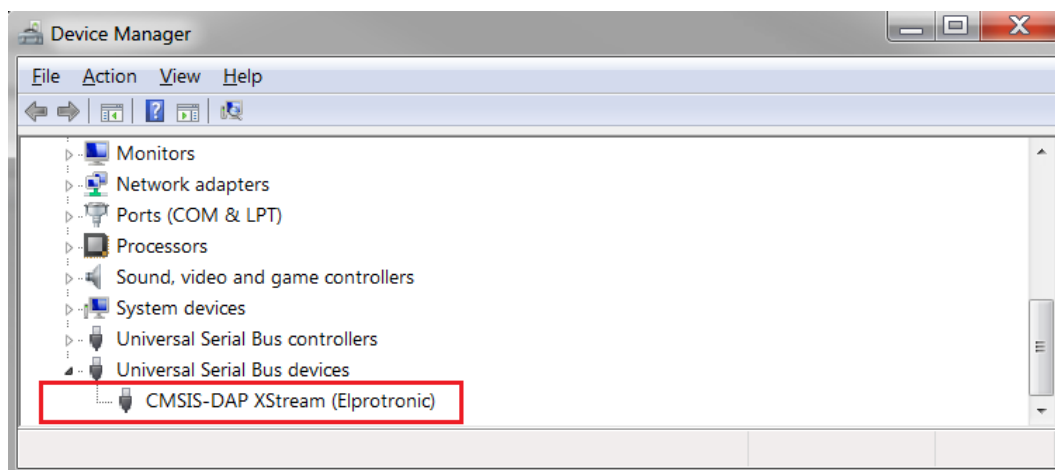 Device Manager
File Action View Help
Monitors
Network adapters
Ports (COM & LPT)
Processors
Sound, video and game controllers
System devices
Universal Serial Bus controllers
Universal Serial Bus devices
CMSIS-DAP XStream (Elprotronic)